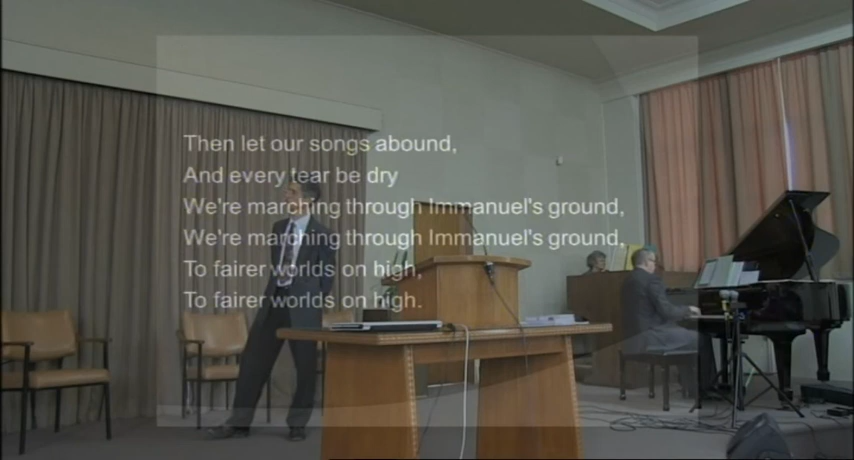 Then let our songs abound,
And every tear be dry
We're marching through Immanuel's ground,
We're marching through Immanuel's ground,
To fairer worlds on high,
To fairer worlds on high.